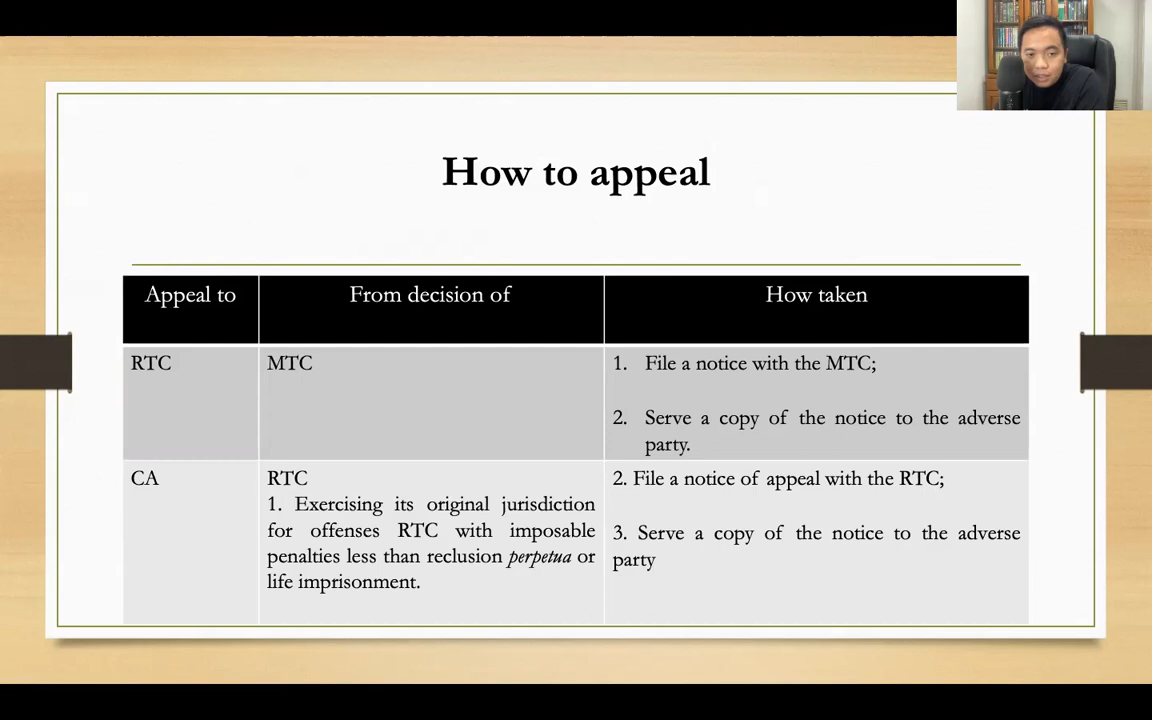 How to appeal
Appeal to
From decision of
How taken
RTC
MTC
1. File a notice with the MTC;
2. Serve a copy of the notice to the adverse
party.
CA
RTC
1. Exercising its original jurisdiction
for offenses RTC with imposable
penalties less than reclusion perpetua or
life imprisonment.
2. File a notice of appeal with the RTC;
3. Serve a copy of the notice to the adverse
party